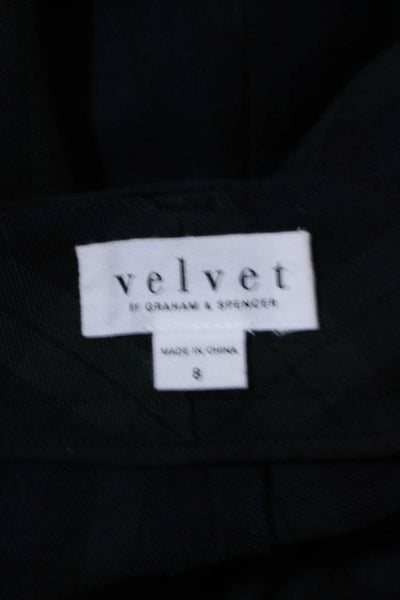 velvet
BY GRAHAM & SPENCER
MADE IN CHINA
8